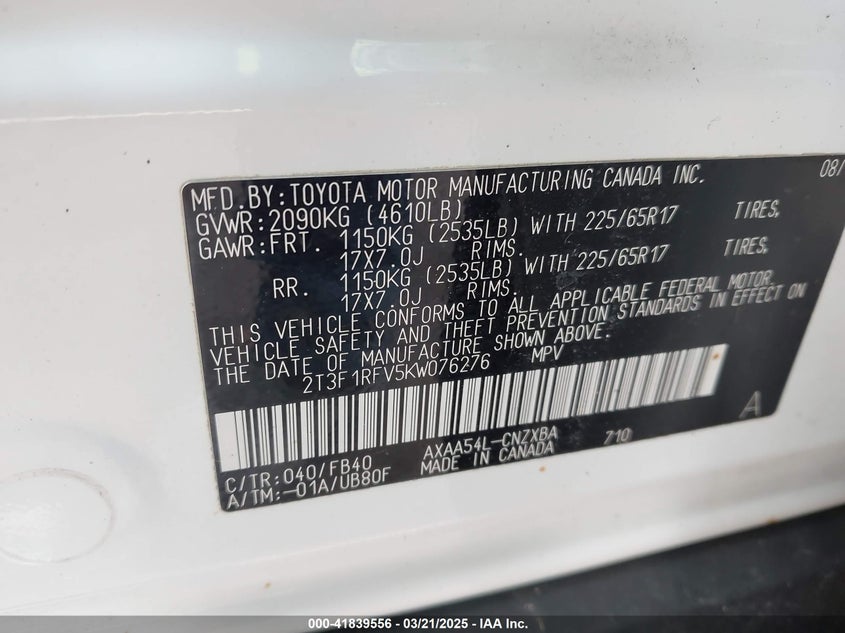 MFD.BY:TOYOTA MOTOR MANUFACTURING CANADA INC. 08/
GVWR:2090KG (4610LB)
GAWR:FRT. 1150KG (2535LB) WITH 225/65R17 TIRES,
17X7.0J RIMS.
RR. 1150KG (2535LB) WITH 225/65R17 TIRES,
17X7.0J RIMS.
THIS VEHICLE CONFORMS TO ALL APPLICABLE FEDERAL MOTOR
VEHICLE SAFETY AND THEFT PREVENTION STANDARDS IN EFFECT ON
THE DATE OF MANUFACTURE SHOWN ABOVE.
2T3F1RFV5KW076276 MPV
AXAA54L-CNZXBA 710 A
C/TR:040/FB40 MADE IN CANADA
A/TM:-01A/UB80F
000-41839556 - 03/21/2025 - IAA Inc.